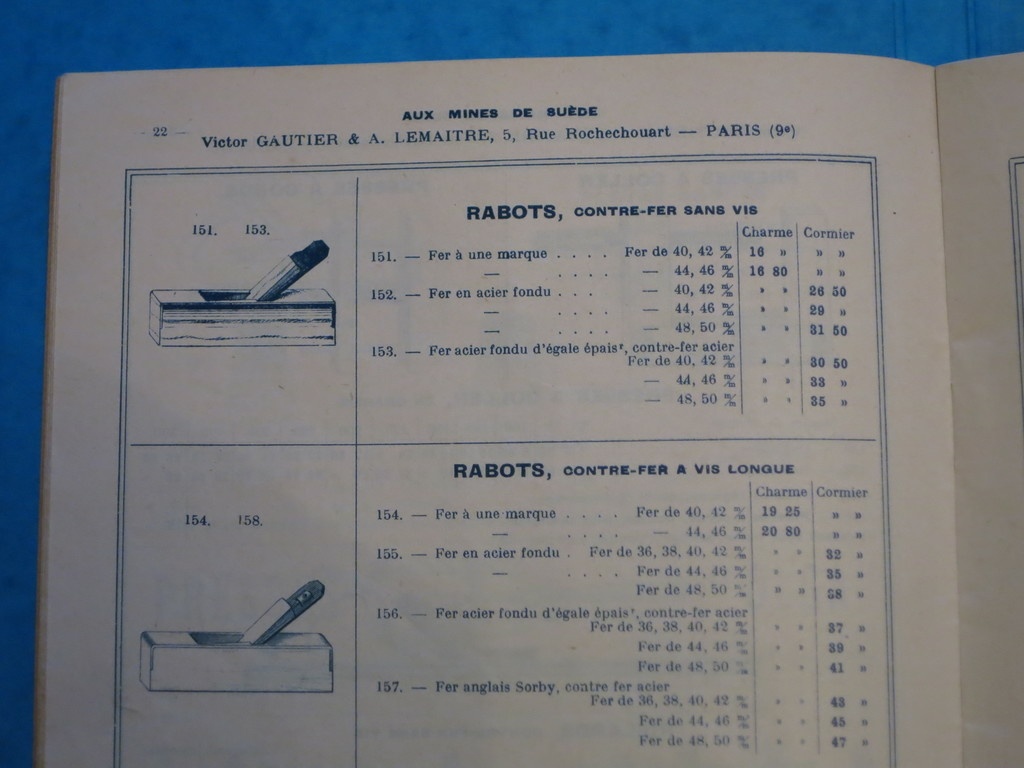 AUX MINES DE SUÈDE
- 22 —
Victor GAUTIER & A. LEMAITRE, 5, Rue Rochechouart — PARIS (9e)
151. 153.
RABOTS, CONTRE-FER SANS VIS
Charme Cormier
151. — Fer à une marque . . . . Fer de 40, 42 m/m 16 » » »
— . . . . — 44, 46 m/m 16 80 » »
152. — Fer en acier fondu . . . — 40, 42 m/m » » 26 50
— . . . . — 44, 46 m/m » » 29 »
— . . . . — 48, 50 m/m » » 31 50
153. — Fer acier fondu d'égale épaisr, contre-fer acier
Fer de 40, 42 m/m » » 30 50
— 44, 46 m/m » » 33 »
— 48, 50 m/m » » 35 »
154. 158.
RABOTS, CONTRE-FER A VIS LONGUE
Charme Cormier
154. — Fer à une marque . . . . Fer de 40, 42 m/m 19 25 » »
— . . . . — 44, 46 m/m 20 80 » »
155. — Fer en acier fondu . Fer de 36, 38, 40, 42 m/m » » 32 »
— . . . . Fer de 44, 46 m/m » » 35 »
Fer de 48, 50 m/m » » 38 »
156. — Fer acier fondu d'égale épaisr, contre-fer acier
Fer de 36, 38, 40, 42 m/m » » 37 »
Fer de 44, 46 m/m » » 39 »
Fer de 48, 50 m/m » » 41 »
157. — Fer anglais Sorby, contre fer acier
Fer de 36, 38, 40, 42 m/m » » 43 »
Fer de 44, 46 m/m » » 45 »
Fer de 48, 50 m/m » » 47 »